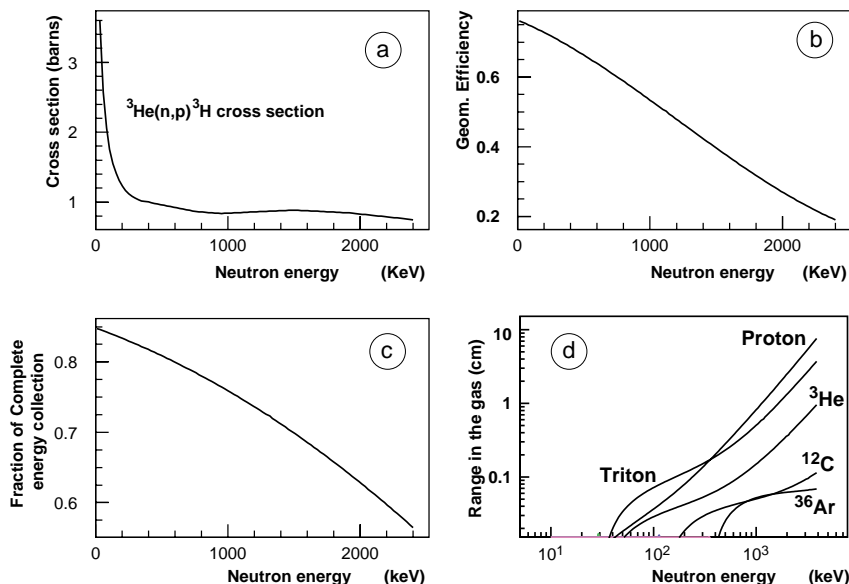 a
Cross section (barns)
3
2
1
³He(n,p)³H cross section
0 1000 2000
Neutron energy (KeV)
b
Geom. Efficiency
0.6
0.4
0.2
0 1000 2000
Neutron energy (KeV)
c
Fraction of Complete
energy collection
0.8
0.7
0.6
0 1000 2000
Neutron energy (keV)
d
Range in the gas (cm)
10
1
0.1
Proton
³He
Triton
¹²C
³⁶Ar
10¹ 10² 10³
Neutron energy (keV)